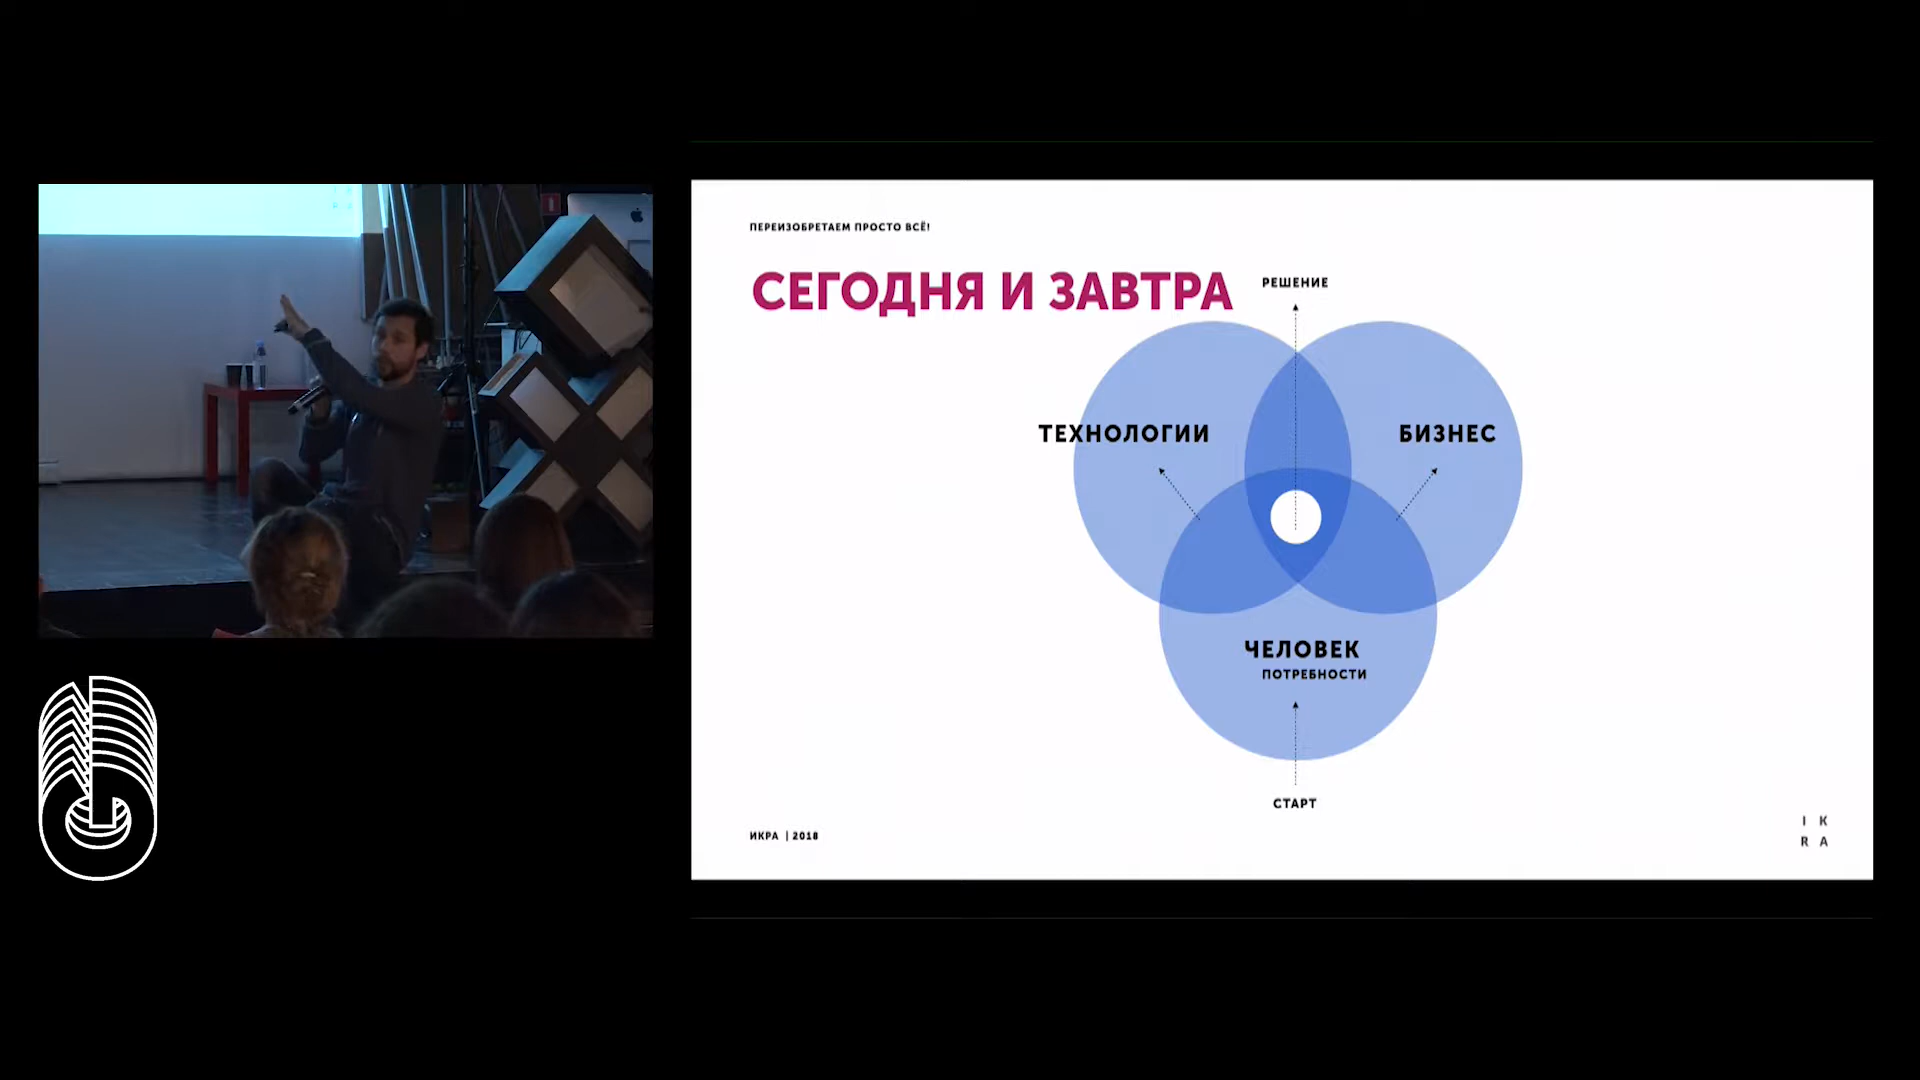 ПЕРЕИЗОБРЕТАЕМ ПРОСТО ВСЁ!
СЕГОДНЯ И ЗАВТРА
РЕШЕНИЕ
ТЕХНОЛОГИИ
БИЗНЕС
ЧЕЛОВЕК
ПОТРЕБНОСТИ
СТАРТ
ИКРА | 2018
I K
R A